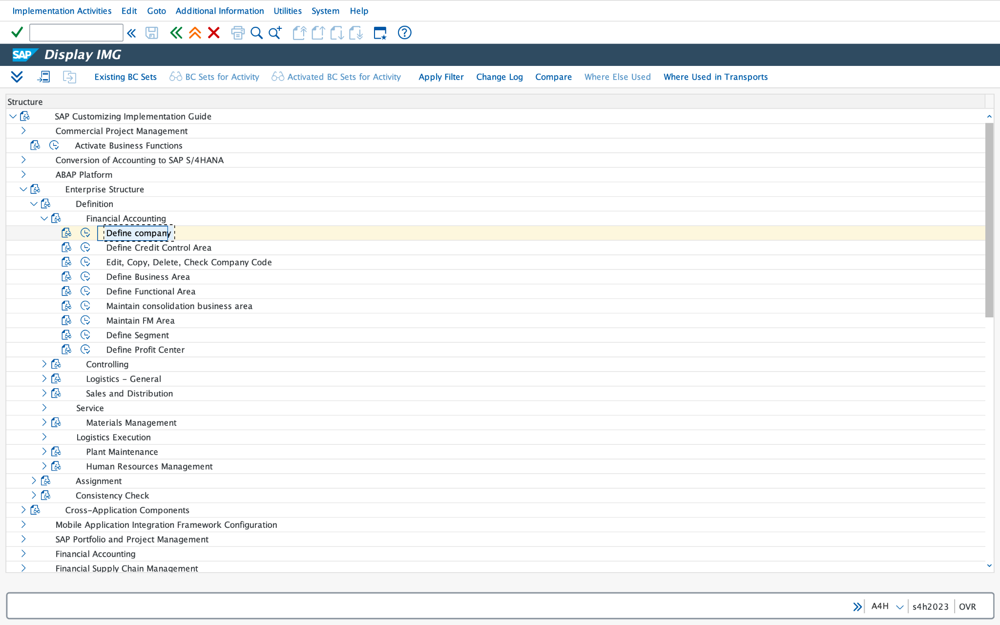 Implementation Activities Edit Goto Additional Information Utilities System Help
SAP Display IMG
Existing BC Sets BC Sets for Activity Activated BC Sets for Activity Apply Filter Change Log Compare Where Else Used Where Used in Transports
Structure
SAP Customizing Implementation Guide
Commercial Project Management
Activate Business Functions
Conversion of Accounting to SAP S/4HANA
ABAP Platform
Enterprise Structure
Definition
Financial Accounting
Define company
Define Credit Control Area
Edit, Copy, Delete, Check Company Code
Define Business Area
Define Functional Area
Maintain consolidation business area
Maintain FM Area
Define Segment
Define Profit Center
Controlling
Logistics - General
Sales and Distribution
Service
Materials Management
Logistics Execution
Plant Maintenance
Human Resources Management
Assignment
Consistency Check
Cross-Application Components
Mobile Application Integration Framework Configuration
SAP Portfolio and Project Management
Financial Accounting
Financial Supply Chain Management
A4H s4h2023 OVR